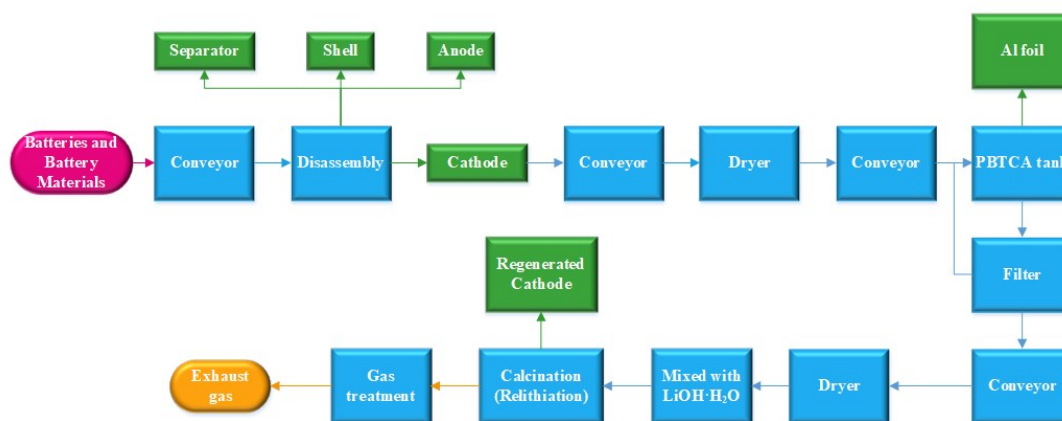 Separator
Shell
Anode
Al foil
Batteries and
Battery
Materials
Conveyor
Disassembly
Cathode
Conveyor
Dryer
Conveyor
PBTCA tank
Regenerated
Cathode
Filter
Exhaust
gas
Gas
treatment
Calcination
(Relithiation)
Mixed with
LiOH·H₂O
Dryer
Conveyor